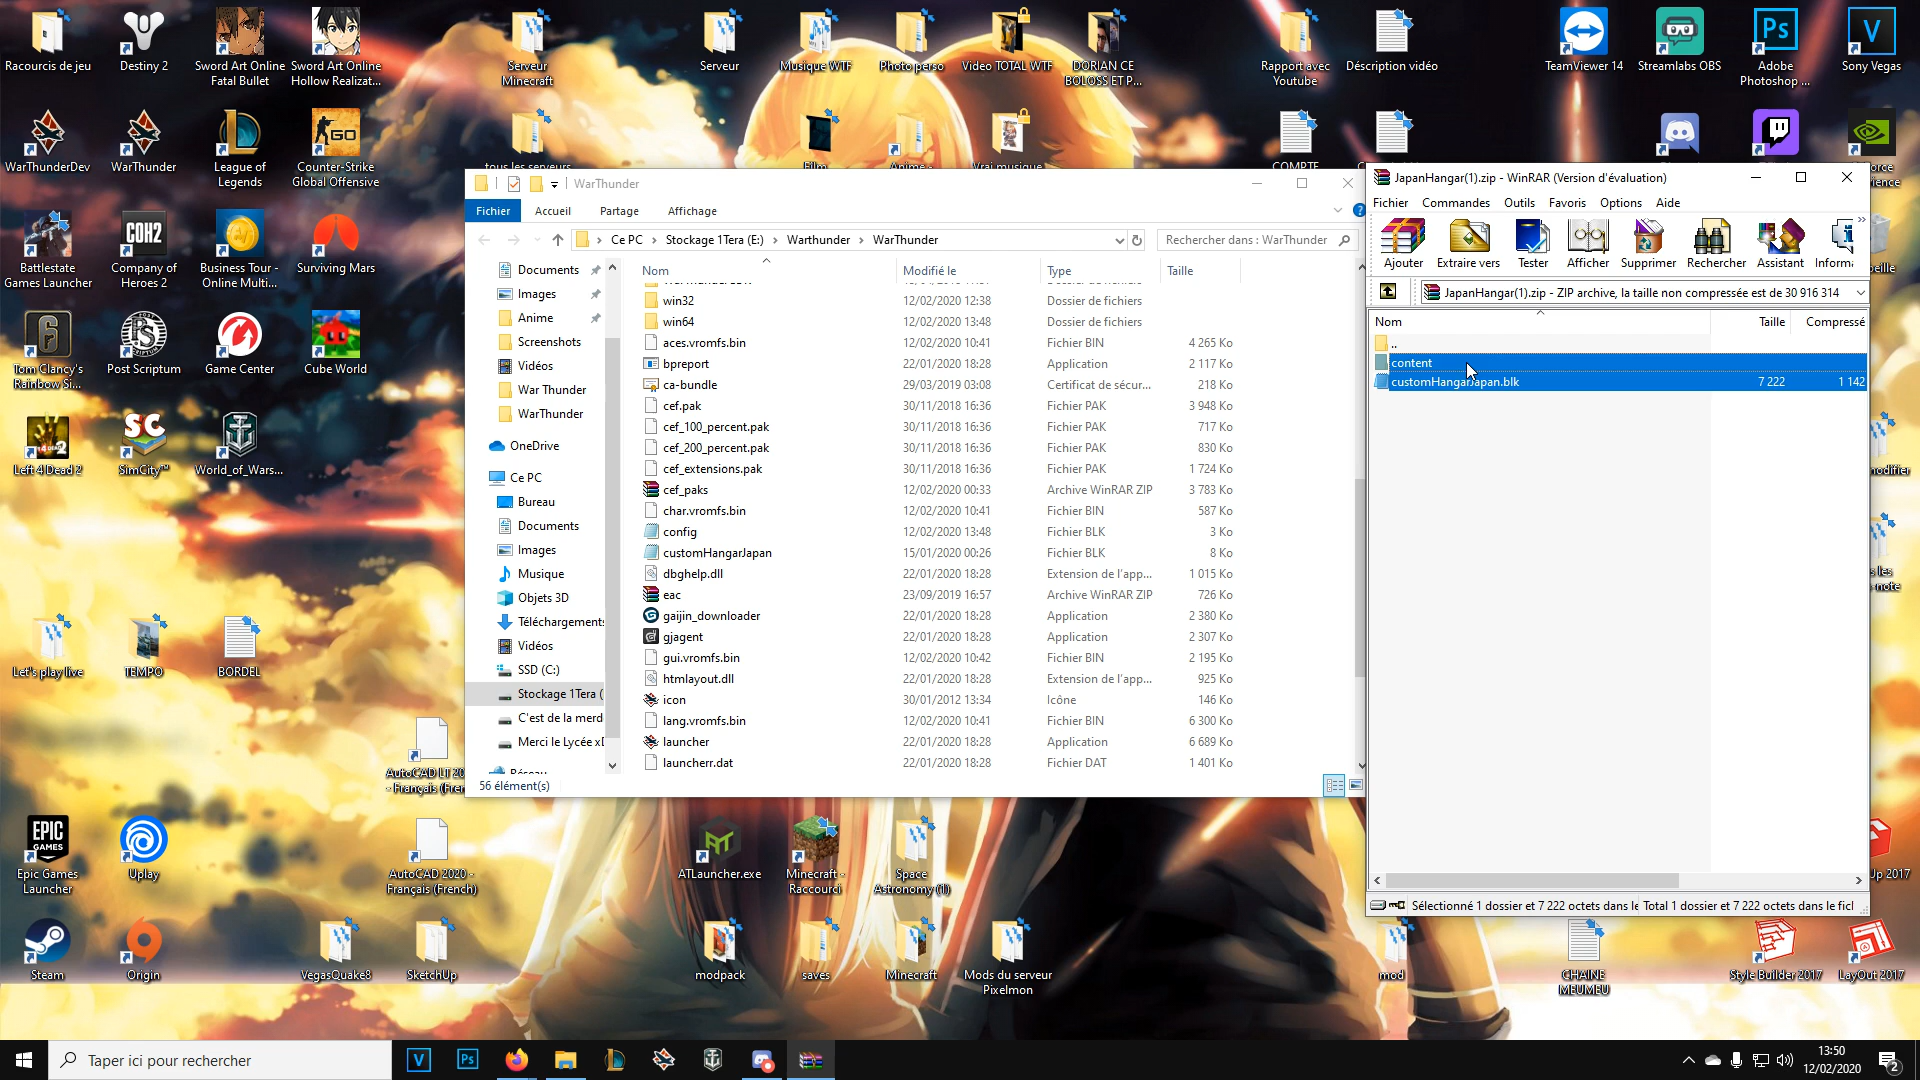 Racourcis de jeu
Destiny 2
Sword Art Online
Fatal Bullet
Sword Art Online
Hollow Realizat...
Serveur
Minecraft
Serveur
Musique WTF
Photo perso
Video TOTAL WTF
DORIAN CE
BOLOSS ET P...
Rapport avec
Youtube
Déscription vidéo
TeamViewer 14
Streamlabs OBS
Adobe
Photoshop ...
Sony Vegas
WarThunderDev
WarThunder
League of
Legends
Counter-Strike
Global Offensive
tous les serveurs
Film
Anime -
Vrai musique
COMPTE
Battlestate
Games Launcher
Company of
Heroes 2
Business Tour -
Online Multi...
Surviving Mars
Tom Clancy's
Rainbow Si...
Post Scriptum
Game Center
Cube World
Left 4 Dead 2
SimCity™
World_of_Wars...
Let's play live
TEMPO
BORDEL
AutoCAD LT 20
- Français (Fren
Epic Games
Launcher
Uplay
AutoCAD 2020 -
Français (French)
ATLauncher.exe
Minecraft -
Raccourci
Space
Astronomy (1)
Steam
Origin
VegasQuake8
SketchUp
modpack
saves
Minecraft
Mods du serveur
Pixelmon
mod
CHAINE
MEUMEU
Style Builder 2017
LayOut 2017
WarThunder
Fichier
Accueil
Partage
Affichage
Ce PC
Stockage 1Tera (E:)
Warthunder
WarThunder
Rechercher dans : WarThunder
Documents
Images
Anime
Screenshots
Vidéos
War Thunder
WarThunder
OneDrive
Ce PC
Bureau
Documents
Images
Musique
Objets 3D
Téléchargements
Vidéos
SSD (C:)
Stockage 1Tera (
C'est de la merd
Merci le Lycée xD
Réseau
Nom Modifié le Type Taille
win32 12/02/2020 12:38 Dossier de fichiers
win64 12/02/2020 13:48 Dossier de fichiers
aces.vromfs.bin 12/02/2020 10:41 Fichier BIN 4 265 Ko
bpreport 22/01/2020 18:28 Application 2 117 Ko
ca-bundle 29/03/2019 03:08 Certificat de sécur... 218 Ko
cef.pak 30/11/2018 16:36 Fichier PAK 3 948 Ko
cef_100_percent.pak 30/11/2018 16:36 Fichier PAK 717 Ko
cef_200_percent.pak 30/11/2018 16:36 Fichier PAK 830 Ko
cef_extensions.pak 30/11/2018 16:36 Fichier PAK 1 724 Ko
cef_paks 12/02/2020 00:33 Archive WinRAR ZIP 3 783 Ko
char.vromfs.bin 12/02/2020 10:41 Fichier BIN 587 Ko
config 12/02/2020 13:48 Fichier BLK 3 Ko
customHangarJapan 15/01/2020 00:26 Fichier BLK 8 Ko
dbghelp.dll 22/01/2020 18:28 Extension de l'app... 1 015 Ko
eac 23/09/2019 16:57 Archive WinRAR ZIP 726 Ko
gaijin_downloader 22/01/2020 18:28 Application 2 380 Ko
gjagent 22/01/2020 18:28 Application 2 307 Ko
gui.vromfs.bin 12/02/2020 10:42 Fichier BIN 2 195 Ko
htmlayout.dll 22/01/2020 18:28 Extension de l'app... 925 Ko
icon 30/01/2012 13:34 Icône 146 Ko
lang.vromfs.bin 12/02/2020 10:41 Fichier BIN 6 300 Ko
launcher 22/01/2020 18:28 Application 6 689 Ko
launcherr.dat 22/01/2020 18:28 Fichier DAT 1 401 Ko
56 élément(s)
JapanHangar(1).zip - WinRAR (Version d'évaluation)
Fichier Commandes Outils Favoris Options Aide
Ajouter Extraire vers Tester Afficher Supprimer Rechercher Assistant Informa
JapanHangar(1).zip - ZIP archive, la taille non compressée est de 30 916 314
Nom Taille Compressé
..
content
customHangarJapan.blk 7 222 1 142
Sélectionné 1 dossier et 7 222 octets dans le
Total 1 dossier et 7 222 octets dans le fich
Taper ici pour rechercher
13:50
12/02/2020
2